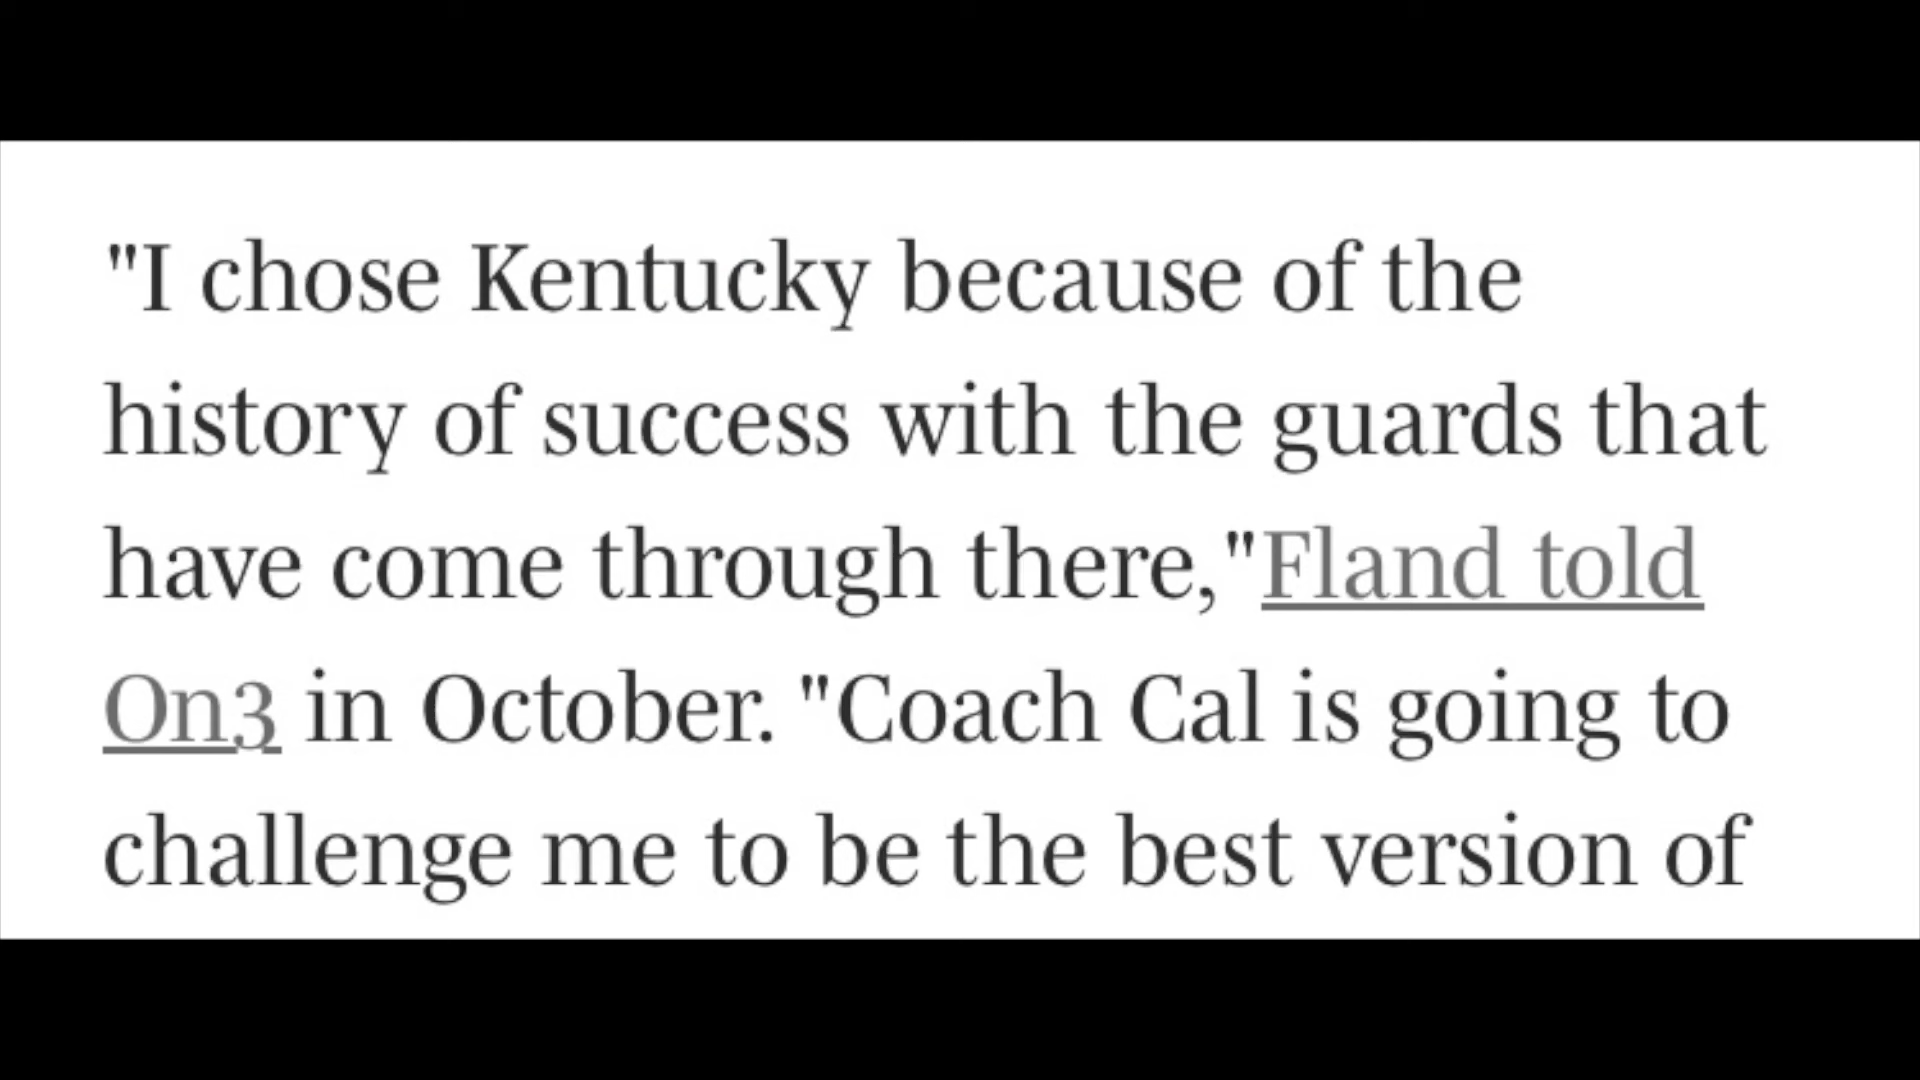 "I chose Kentucky because of the
history of success with the guards that
have come through there,"Fland told
On3 in October. "Coach Cal is going to
challenge me to be the best version of